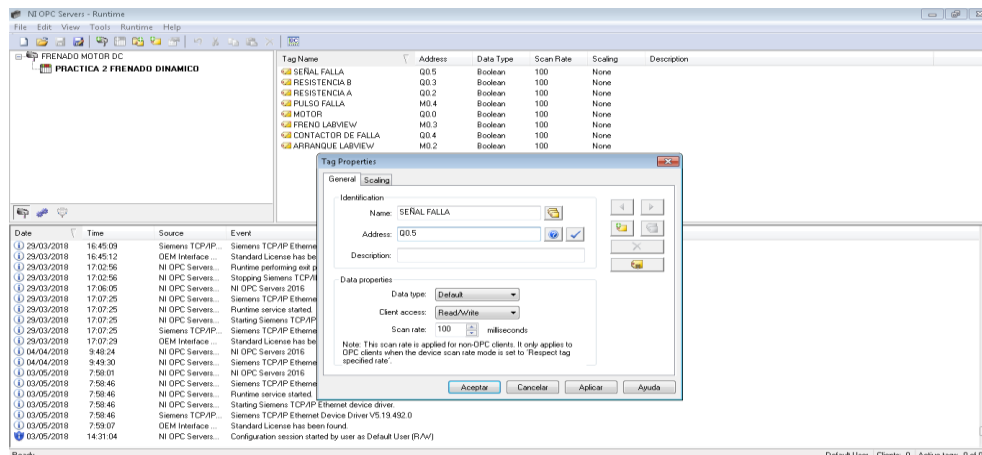 NI OPC Servers - Runtime
File Edit View Tools Runtime Help
FRENADO MOTOR DC
PRACTICA 2 FRENADO DINAMICO
Tag Name Address Data Type Scan Rate Scaling Description
SEÑAL FALLA Q0.5 Boolean 100 None
RESISTENCIA B Q0.3 Boolean 100 None
RESISTENCIA A Q0.2 Boolean 100 None
PULSO FALLA M0.4 Boolean 100 None
MOTOR Q0.0 Boolean 100 None
FRENO LABVIEW M0.3 Boolean 100 None
CONTACTOR DE FALLA Q0.4 Boolean 100 None
ARRANQUE LABVIEW M0.2 Boolean 100 None
Tag Properties
General Scaling
Identification
Name: SEÑAL FALLA
Address: Q0.5
Description:
Data properties
Data type: Default
Client access: Read/Write
Scan rate: 100 milliseconds
Note: This scan rate is applied for non-OPC clients. It only applies to
OPC clients when the device scan rate mode is set to 'Respect tag
specified rate'.
Aceptar Cancelar Aplicar Ayuda
Date Time Source Event
29/03/2018 16:45:09 Siemens TCP/IP... Siemens TCP/IP Etherne
29/03/2018 16:45:12 OEM Interface ... Standard License has be
29/03/2018 17:02:56 NI OPC Servers... Runtime performing exit p
29/03/2018 17:02:56 NI OPC Servers... Stopping Siemens TCP/I
29/03/2018 17:06:05 NI OPC Servers... NI OPC Servers 2016
29/03/2018 17:07:25 NI OPC Servers... Siemens TCP/IP Etherne
29/03/2018 17:07:25 NI OPC Servers... Runtime service started.
29/03/2018 17:07:25 NI OPC Servers... Starting Siemens TCP/IP
29/03/2018 17:07:25 Siemens TCP/IP... Siemens TCP/IP Etherne
29/03/2018 17:07:29 OEM Interface ... Standard License has be
04/04/2018 9:48:24 NI OPC Servers... NI OPC Servers 2016
04/04/2018 9:49:30 NI OPC Servers... Siemens TCP/IP Etherne
03/05/2018 7:58:01 NI OPC Servers... NI OPC Servers 2016
03/05/2018 7:58:46 NI OPC Servers... Siemens TCP/IP Etherne
03/05/2018 7:58:46 NI OPC Servers... Runtime service started.
03/05/2018 7:58:46 NI OPC Servers... Starting Siemens TCP/IP Ethernet device driver.
03/05/2018 7:58:46 Siemens TCP/IP... Siemens TCP/IP Ethernet Device Driver V5.19.492.0
03/05/2018 7:59:07 OEM Interface ... Standard License has been found.
03/05/2018 14:31:04 NI OPC Servers... Configuration session started by user as Default User (R/W)
Ready Default User Clients: 0 Active tags: 0 of 0